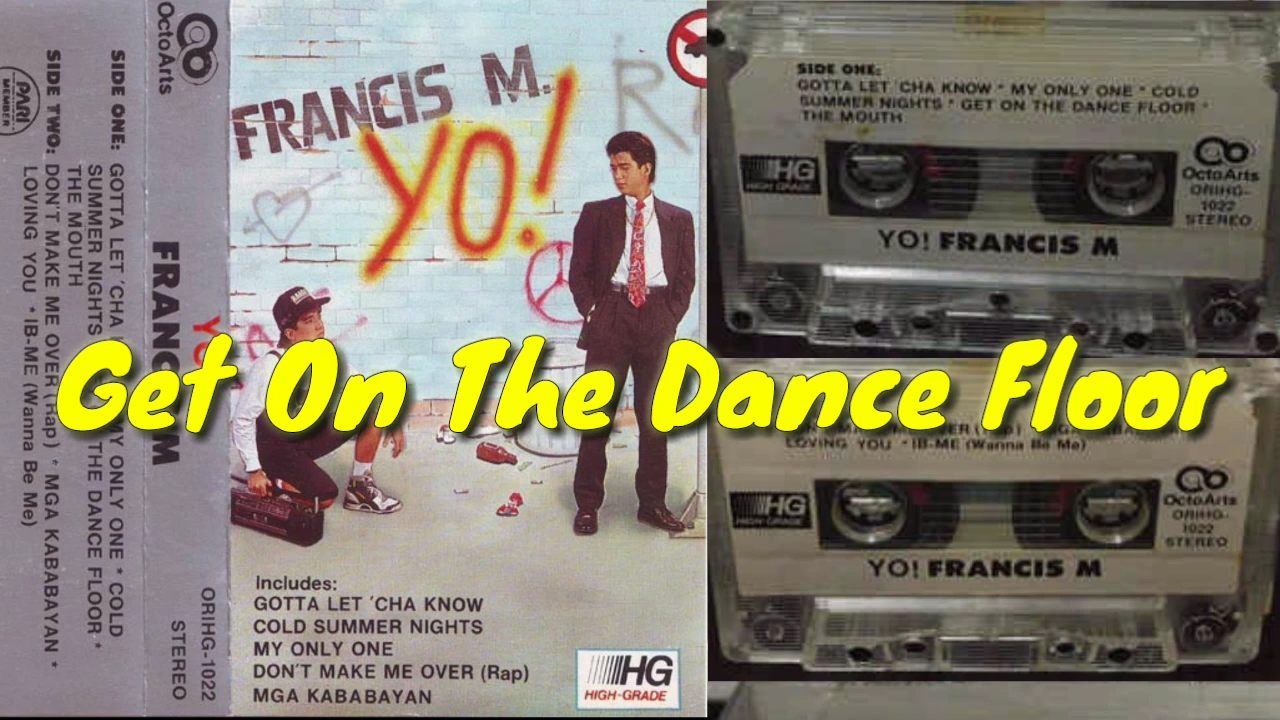 OctoArts
PARI
MEMBER
SIDE ONE: GOTTA LET 'CHA MY ONLY ONE * COLD
SUMMER NIGHTS THE DANCE FLOOR *
THE MOUTH
SIDE TWO: DON'T MAKE ME OVER (Rap) * MGA KABABAYAN *
LOVING YOU * IB-ME (Wanna Be Me)
FRANCIS M
ORIHG-1022
STEREO
FRANCIS M.
YO!
Get On The Dance Floor
Includes:
GOTTA LET 'CHA KNOW
COLD SUMMER NIGHTS
MY ONLY ONE
DON'T MAKE ME OVER (Rap)
MGA KABABAYAN
HG
HIGH-GRADE
SIDE ONE:
GOTTA LET 'CHA KNOW * MY ONLY ONE * COLD
SUMMER NIGHTS * GET ON THE DANCE FLOOR *
THE MOUTH
HG
HIGH GRADE
OctoArts
ORIHG-
1022
STEREO
YO! FRANCIS M
LOVING YOU * IB-ME (Wanna Be Me)
HG
HIGH-GRADE
OctoArts
ORIHG-
1022
STEREO
YO! FRANCIS M